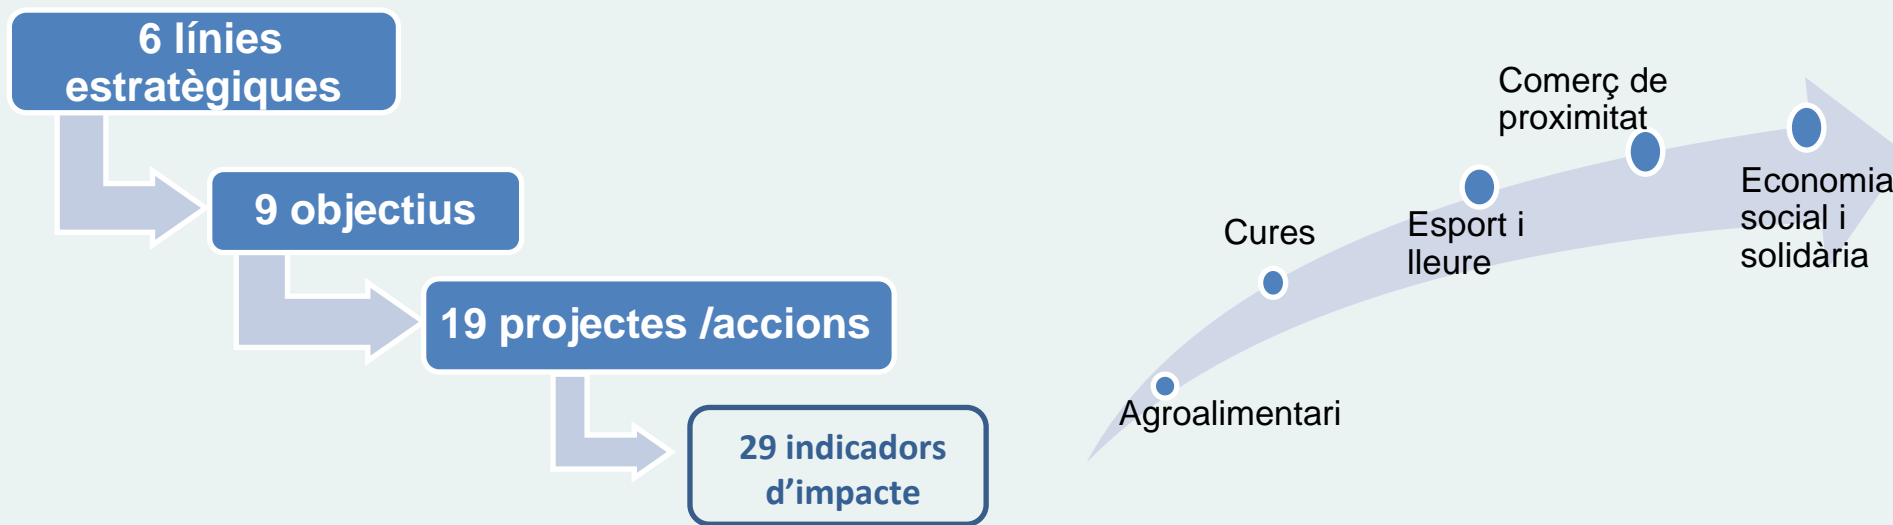 6 línies
estratègiques
9 objectius
19 projectes /accions
29 indicadors
d’impacte
Agroalimentari
Cures
Esport i
lleure
Comerç de
proximitat
Economia
social i
solidària